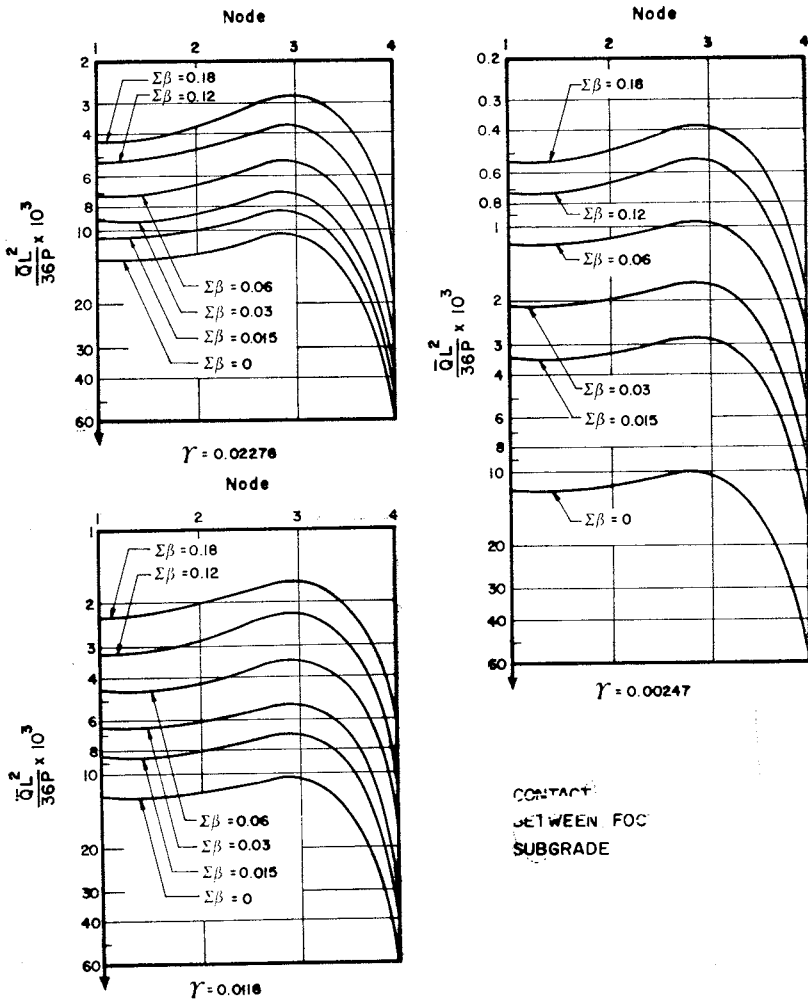 Node
1 2 3 4
2
3
4
6
8
10
20
30
40
60
Σβ = 0.18
Σβ = 0.12
Σβ = 0.06
Σβ = 0.03
Σβ = 0.015
Σβ = 0
Q̄L²/36P x 10³
γ = 0.02276
Node
1 2 3 4
1
2
3
4
6
8
10
20
30
40
60
Σβ = 0.18
Σβ = 0.12
Σβ = 0.06
Σβ = 0.03
Σβ = 0.015
Σβ = 0
Q̄L²/36P x 10³
γ = 0.0116
Node
1 2 3 4
0.2
0.3
0.4
0.6
0.8
1
2
3
4
6
8
10
20
30
40
60
Σβ = 0.18
Σβ = 0.12
Σβ = 0.06
Σβ = 0.03
Σβ = 0.015
Σβ = 0
Q̄L²/36P x 10³
γ = 0.00247
CONTACT
BETWEEN FOC
SUBGRADE